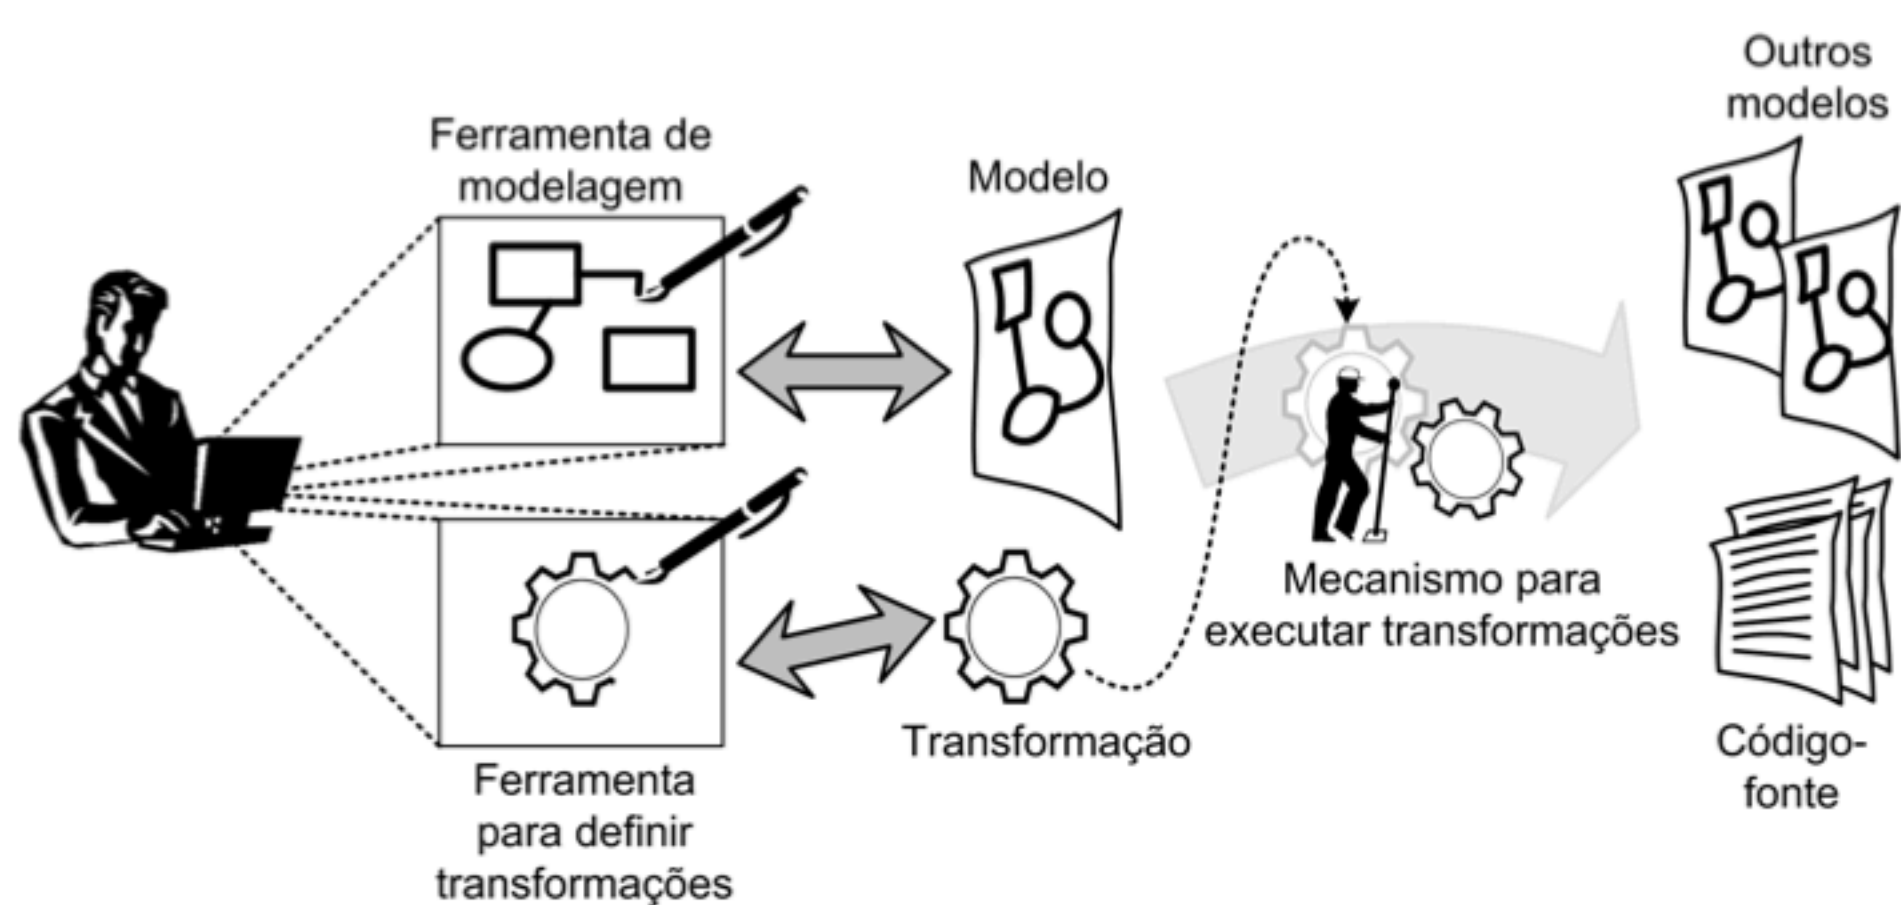 Ferramenta de
modelagem
Modelo
Outros
modelos
Mecanismo para
executar transformações
Transformação
Código-
fonte
Ferramenta
para definir
transformações